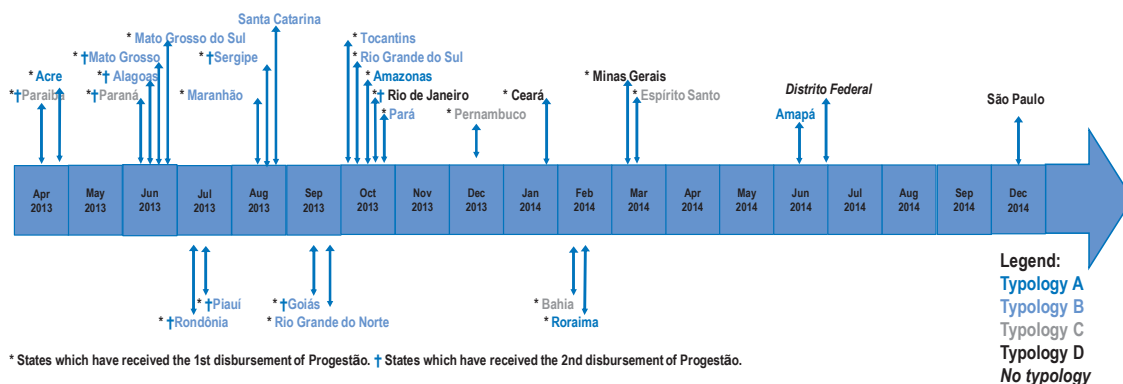 Santa Catarina
* Mato Grosso do Sul
* Tocantins
* †Mato Grosso
* †Sergipe
* Rio Grande do Sul
* Acre
* † Alagoas
* Amazonas
* Minas Gerais
Distrito Federal
* †Paraiba
* †Paraná
* Maranhão
* † Rio de Janeiro
* Ceará
* Espírito Santo
São Paulo
* Pará
* Pernambuco
Amapá
Apr 2013
May 2013
Jun 2013
Jul 2013
Aug 2013
Sep 2013
Oct 2013
Nov 2013
Dec 2013
Jan 2014
Feb 2014
Mar 2014
Apr 2014
May 2014
Jun 2014
Jul 2014
Aug 2014
Sep 2014
Dec 2014
* †Piauí
* †Goiás
* Bahia
* †Rondônia
* Rio Grande do Norte
* Roraima
Legend:
Typology A
Typology B
Typology C
Typology D
No typology
* States which have received the 1st disbursement of Progestão. † States which have received the 2nd disbursement of Progestão.